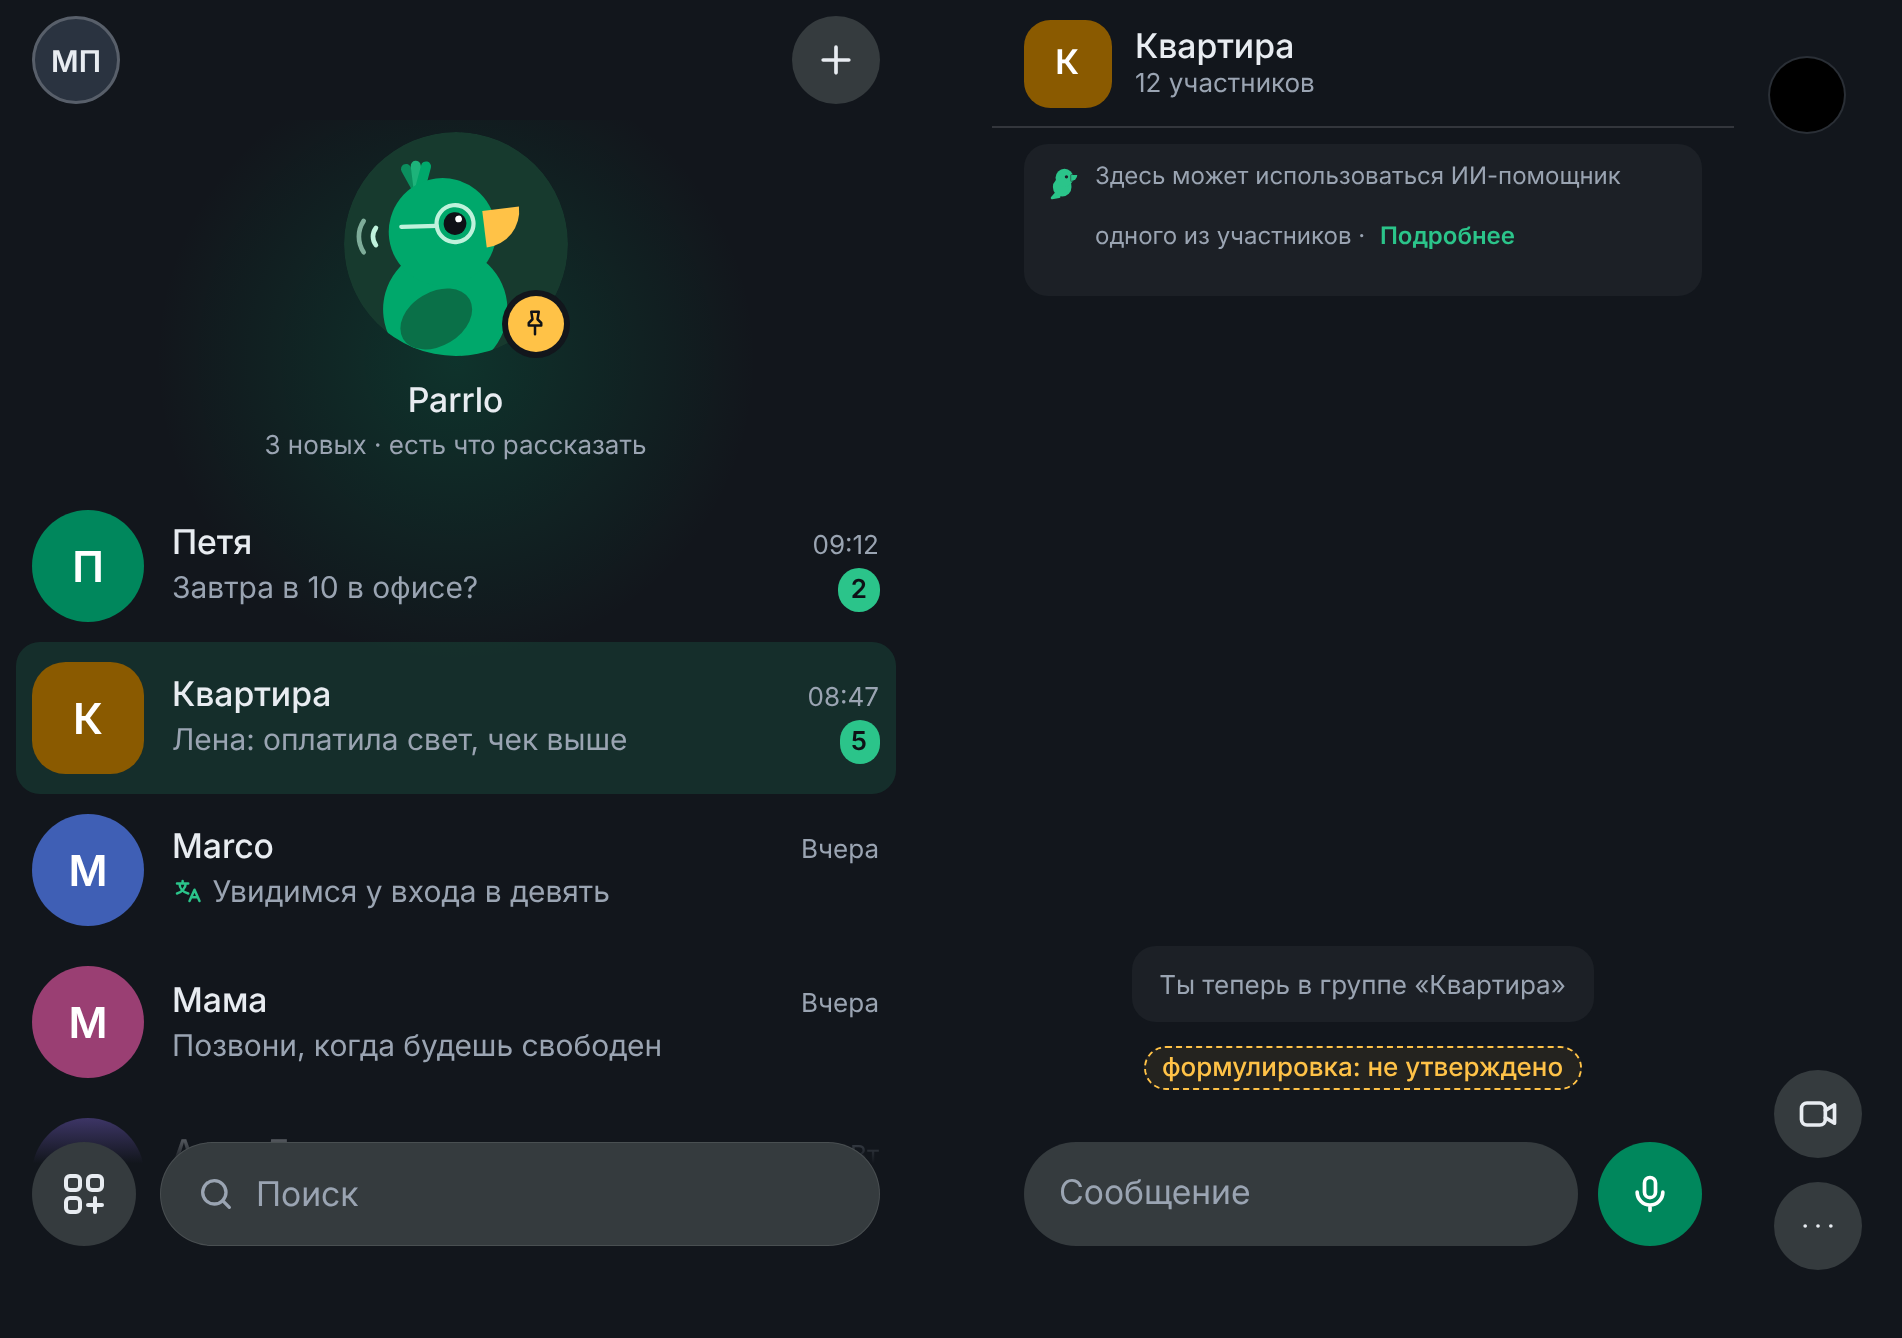 МП
Parrlo
3 новых · есть что рассказать
П
Петя
09:12
Завтра в 10 в офисе?
2
К
Квартира
08:47
Лена: оплатила свет, чек выше
5
M
Marco
Вчера
Увидимся у входа в девять
М
Мама
Вчера
Позвони, когда будешь свободен
Поиск
К
Квартира
12 участников
Здесь может использоваться ИИ-помощник
одного из участников · Подробнее
Ты теперь в группе «Квартира»
формулировка: не утверждено
Сообщение